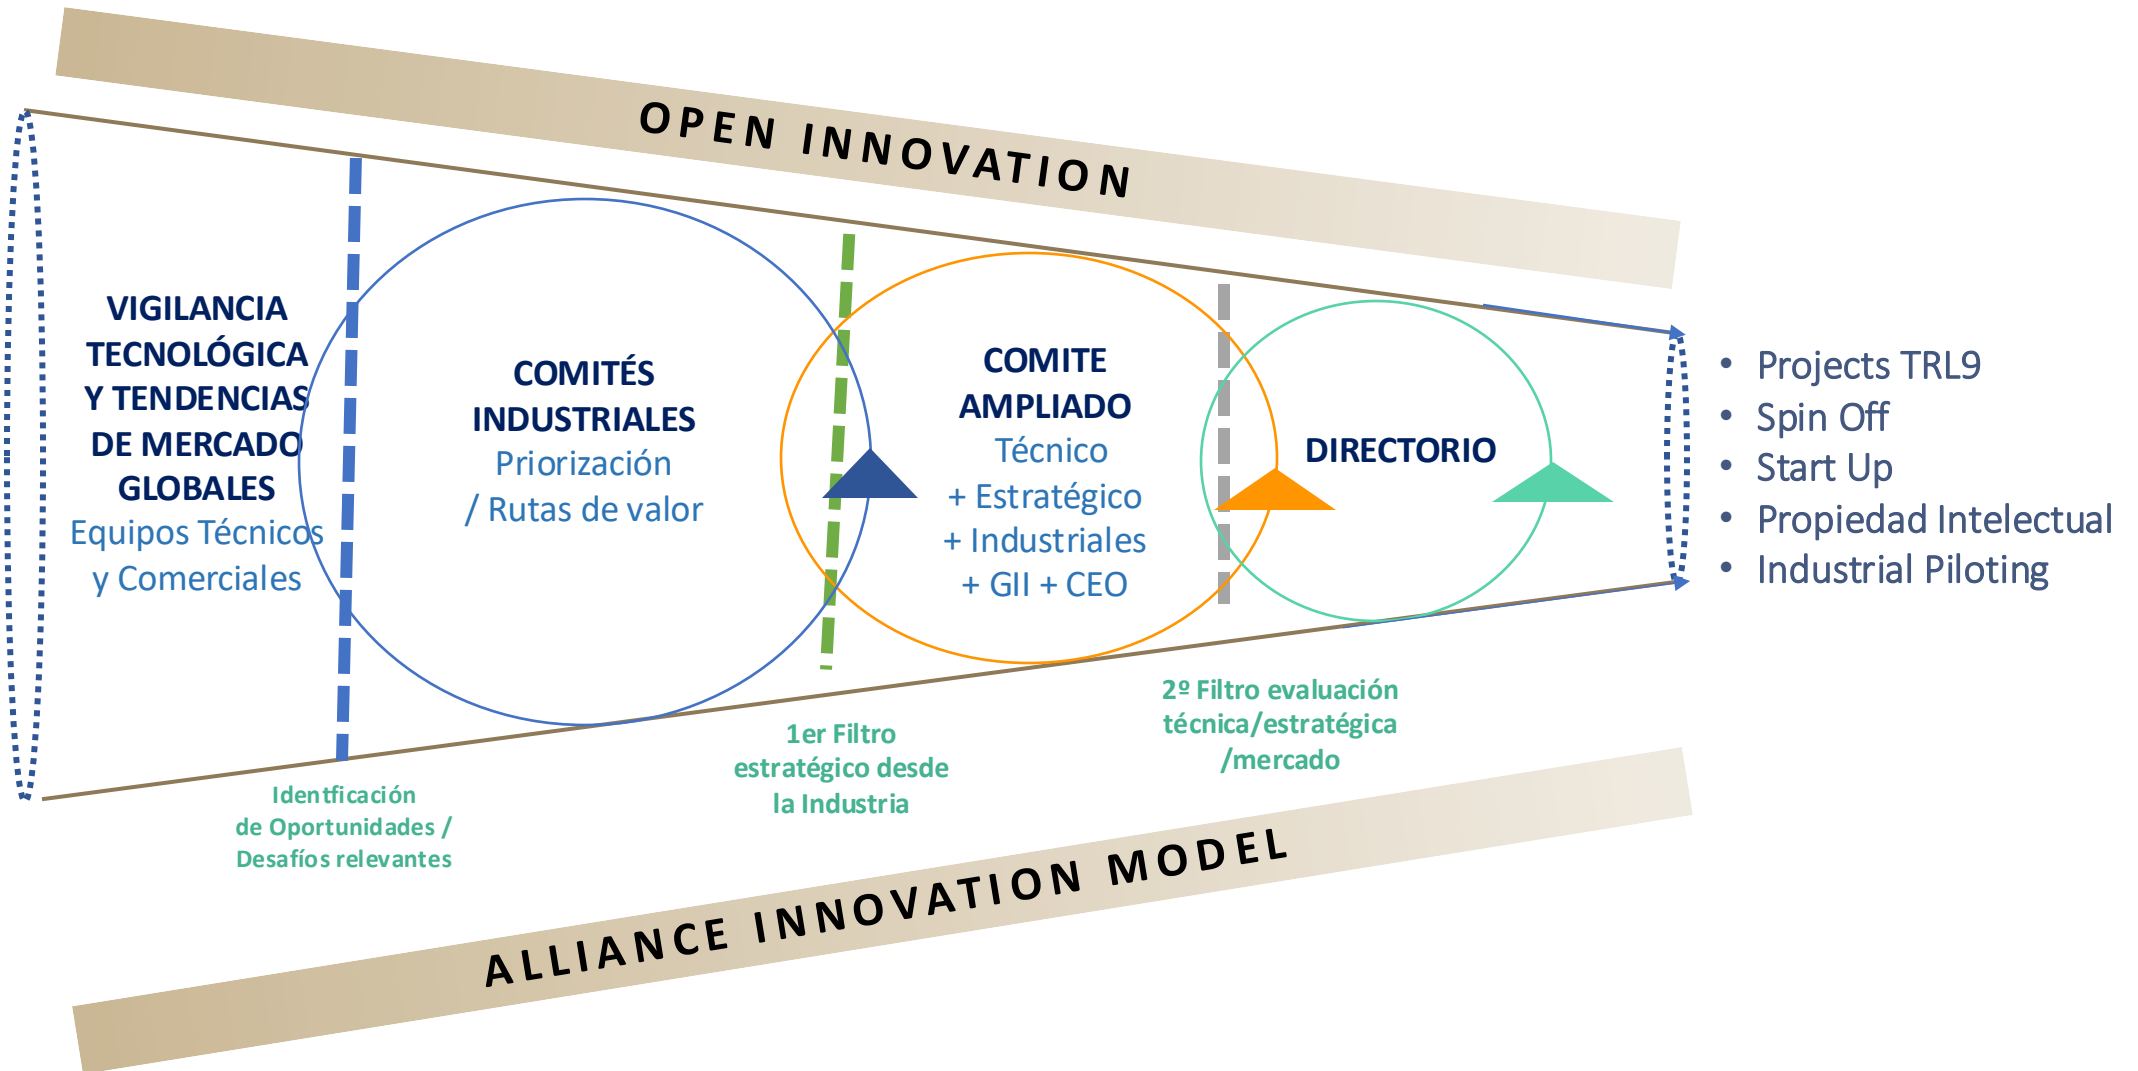 OPEN INNOVATION
VIGILANCIA
TECNOLÓGICA
Y TENDENCIAS
DE MERCADO
GLOBALES
Equipos Técnicos
y Comerciales
COMITÉS
INDUSTRIALES
Priorización
/ Rutas de valor
COMITE
AMPLIADO
Técnico
+ Estratégico
+ Industriales
+ GII + CEO
DIRECTORIO
• Projects TRL9
• Spin Off
• Start Up
• Propiedad Intelectual
• Industrial Piloting
Identficación
de Oportunidades /
Desafíos relevantes
1er Filtro
estratégico desde
la Industria
2º Filtro evaluación
técnica/estratégica
/mercado
ALLIANCE INNOVATION MODEL